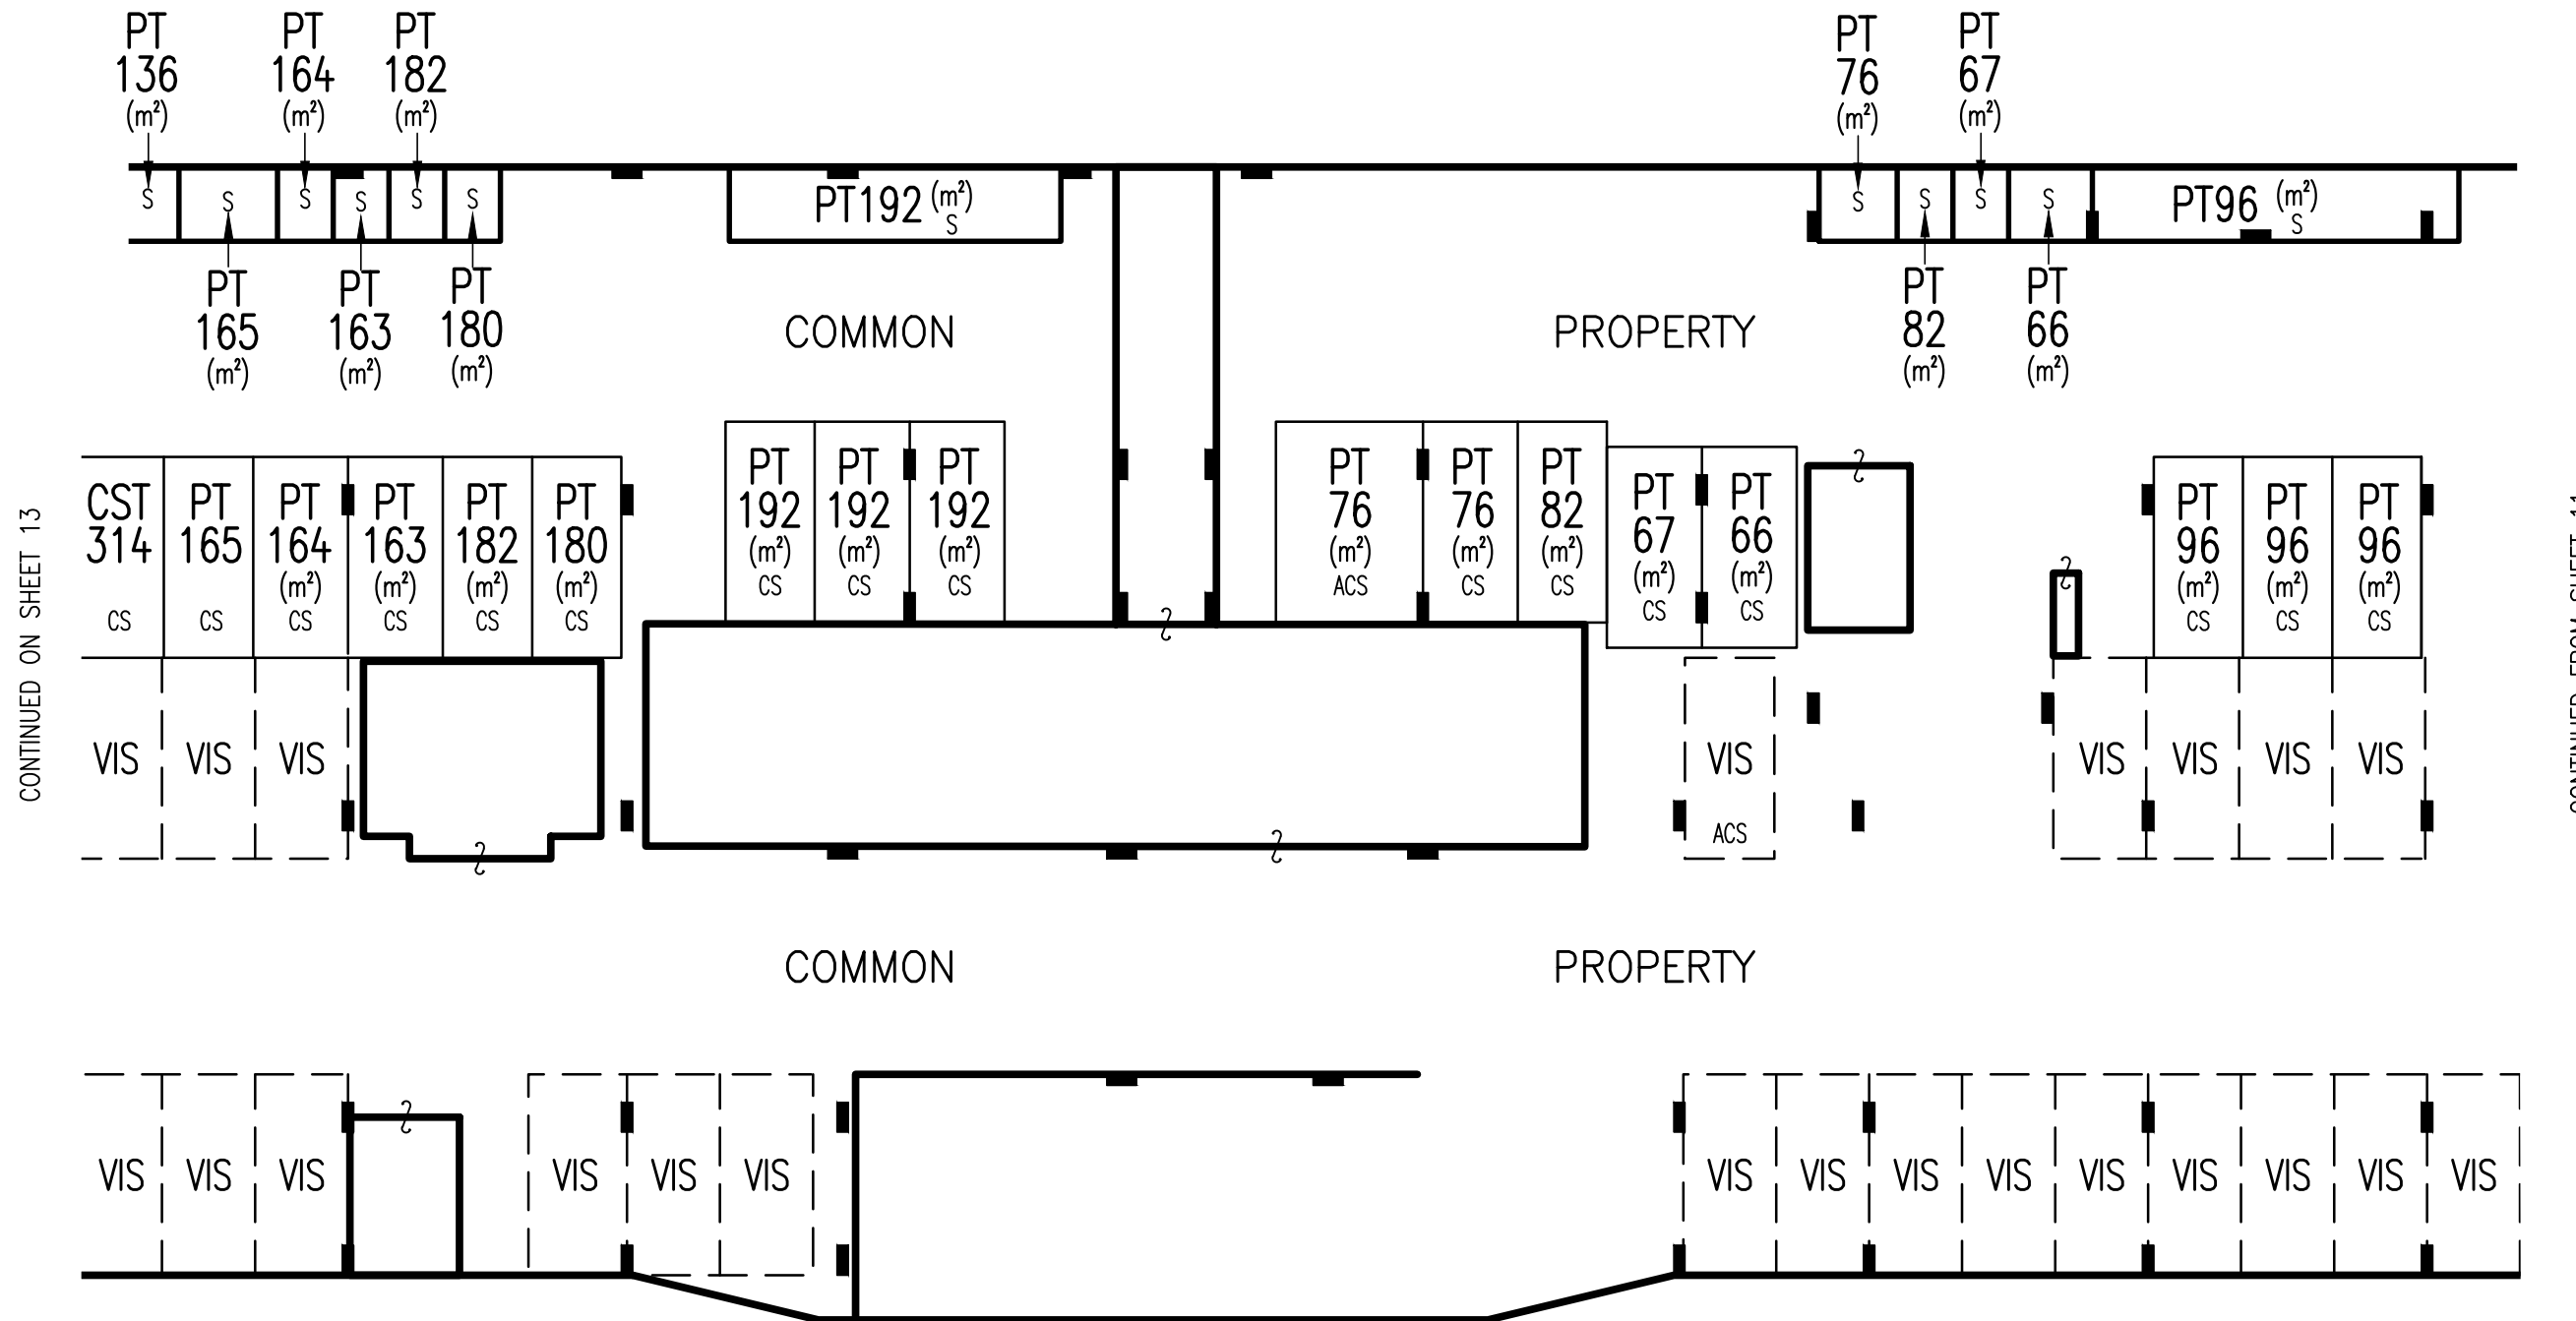 PT
136
(m²)
PT
164
(m²)
PT
182
(m²)
PT
76
(m²)
PT
67
(m²)
S
S
S
S
S
S
PT192 (m²)
S
S
S
S
S
PT96 (m²)
S
PT
165
(m²)
PT
163
(m²)
PT
180
(m²)
PT
82
(m²)
PT
66
(m²)
COMMON PROPERTY
CONTINUED ON SHEET 13
CST
314
CS
PT
165
CS
PT
164
(m²)
CS
PT
163
(m²)
CS
PT
182
(m²)
CS
PT
180
(m²)
CS
PT
192
(m²)
CS
PT
192
(m²)
CS
PT
192
(m²)
CS
PT
76
(m²)
ACS
PT
76
(m²)
CS
PT
82
(m²)
CS
PT
67
(m²)
CS
PT
66
(m²)
CS
PT
96
(m²)
CS
PT
96
(m²)
CS
PT
96
(m²)
CS
VIS VIS VIS
VIS
ACS
VIS VIS VIS VIS
COMMON PROPERTY
VIS VIS VIS VIS VIS VIS
VIS VIS VIS VIS VIS VIS VIS VIS VIS